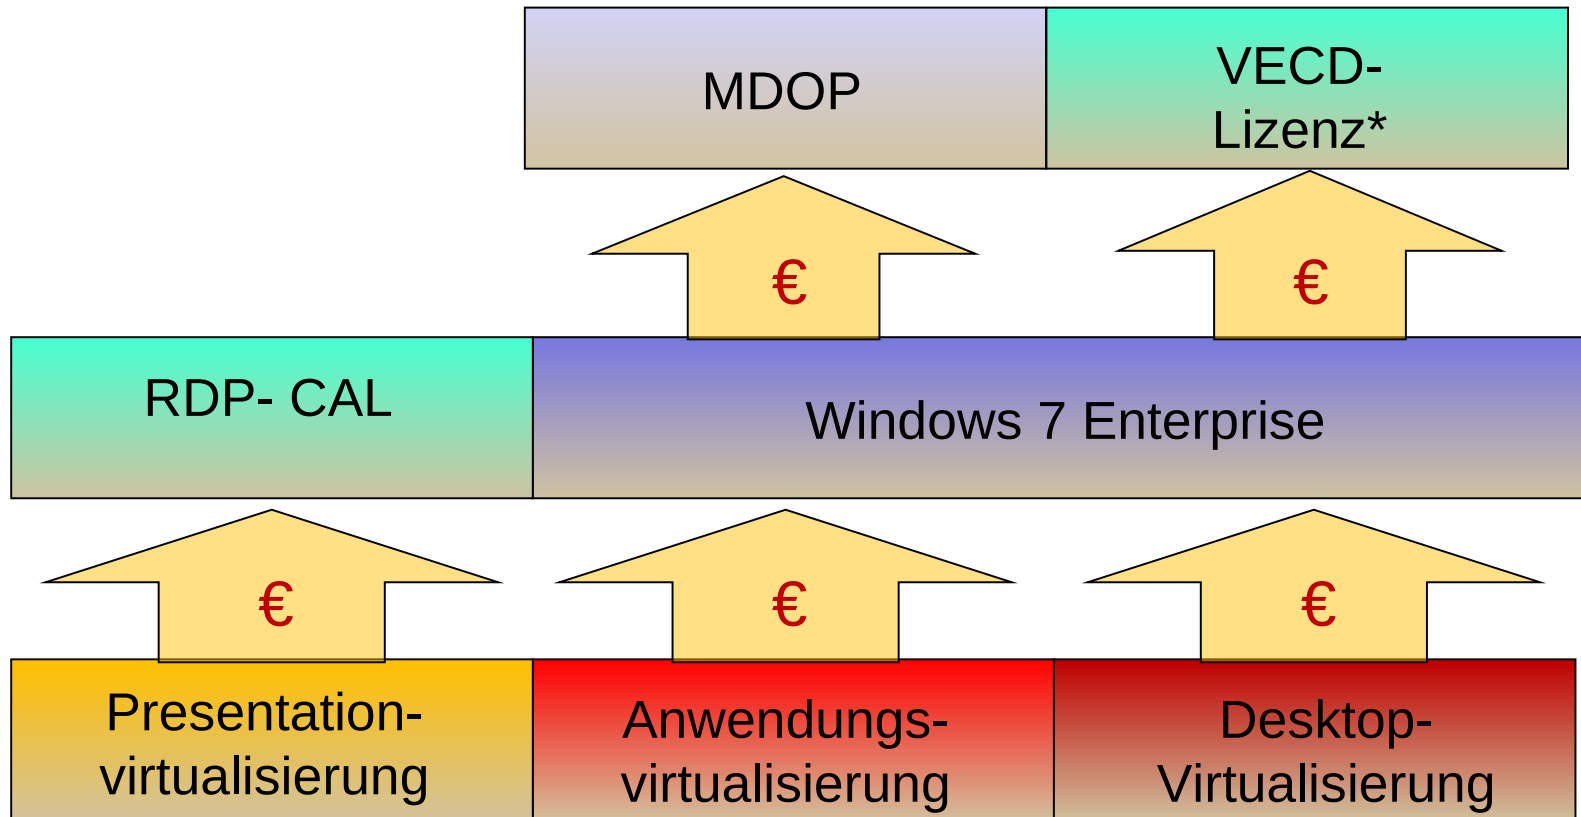 MDOP
VECD-
Lizenz*
€
€
RDP- CAL
Windows 7 Enterprise
€
€
€
Presentation-
virtualisierung
Anwendungs-
virtualisierung
Desktop-
Virtualisierung